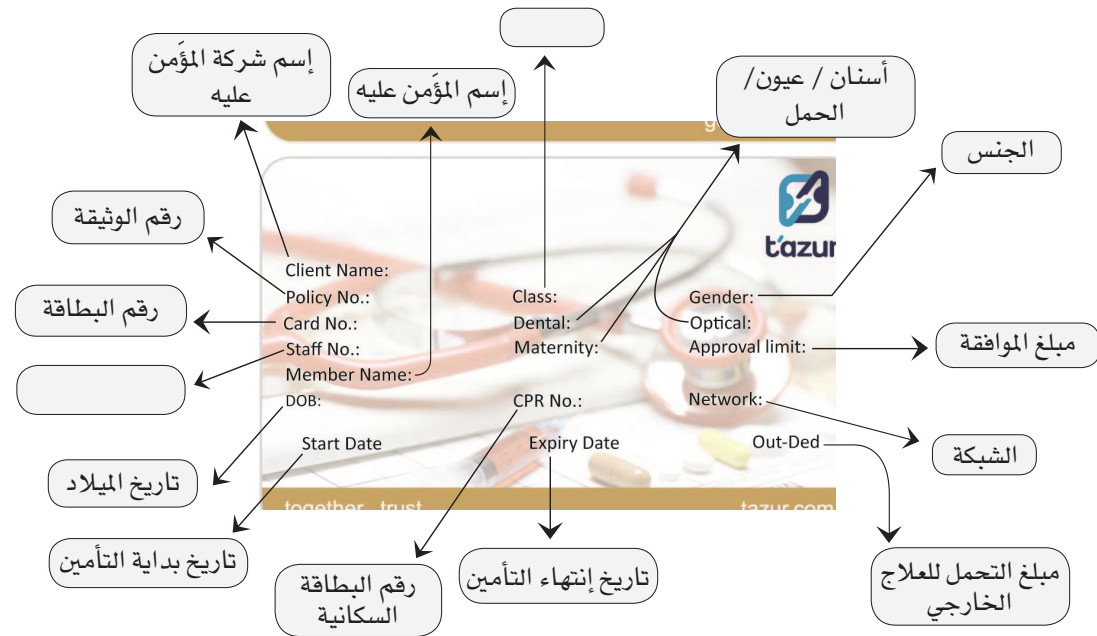 إسم شركة المؤَمن
عليه
إسم المؤَمن عليه
أسنان / عيون/
الحمل
الجنس
رقم الوثيقة
رقم البطاقة
مبلغ الموافقة
الشبكة
تاريخ الميلاد
تاريخ بداية التأمين
رقم البطاقة
السكانية
تاريخ إنتهاء التأمين
مبلغ التحمل للعلاج
الخارجي
t'azur
Client Name:
Policy No.:
Card No.:
Staff No.:
Member Name:
DOB:
Class:
Dental:
Maternity:
CPR No.:
Gender:
Optical:
Approval limit:
Network:
Start Date
Expiry Date
Out-Ded
together trust
tazur.com